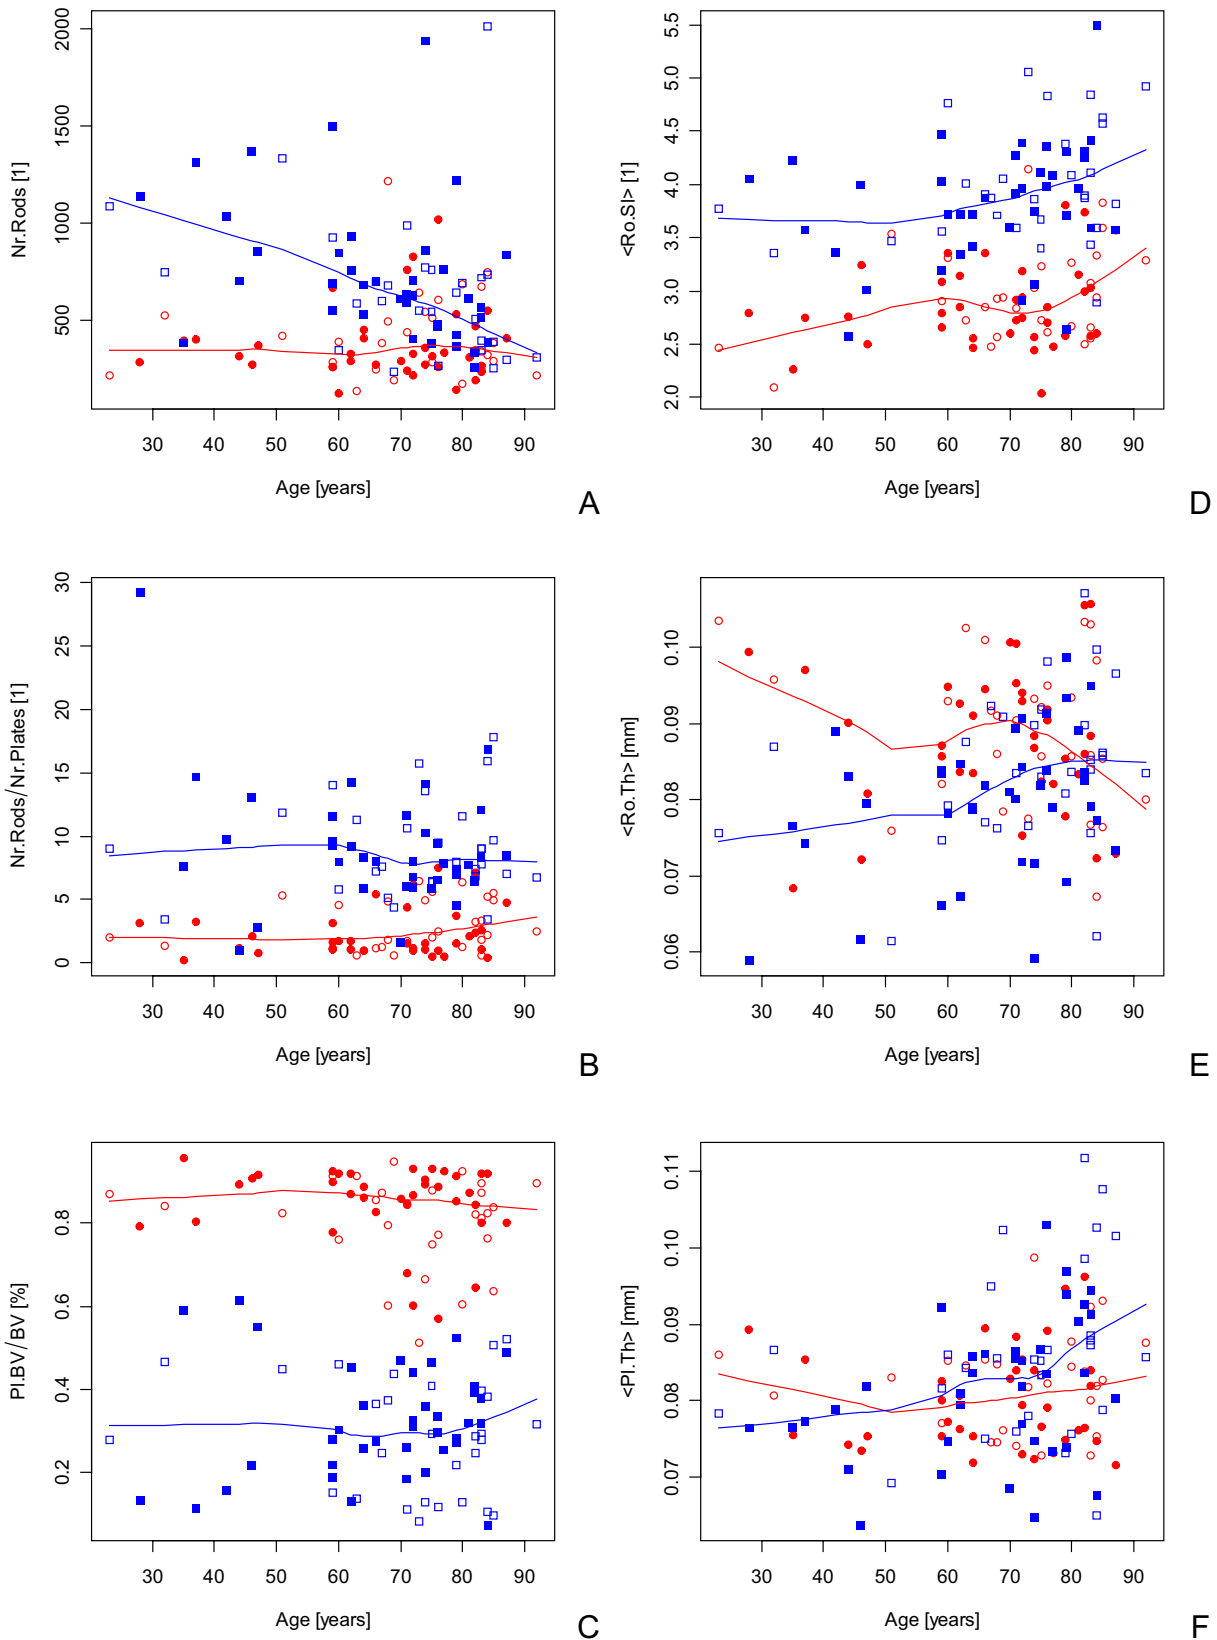 2000
1500
1000
500
Nr.Rods [1]
30 40 50 60 70 80 90
Age [years]
A
5.5
5.0
4.5
4.0
3.5
3.0
2.5
2.0
<Ro.Sl> [1]
30 40 50 60 70 80 90
Age [years]
D
30
25
20
15
10
5
0
Nr.Rods/Nr.Plates [1]
30 40 50 60 70 80 90
Age [years]
B
0.10
0.09
0.08
0.07
0.06
<Ro.Th> [mm]
30 40 50 60 70 80 90
Age [years]
E
0.8
0.6
0.4
0.2
Pl.BV/BV [%]
30 40 50 60 70 80 90
Age [years]
C
0.11
0.10
0.09
0.08
0.07
<Pl.Th> [mm]
30 40 50 60 70 80 90
Age [years]
F